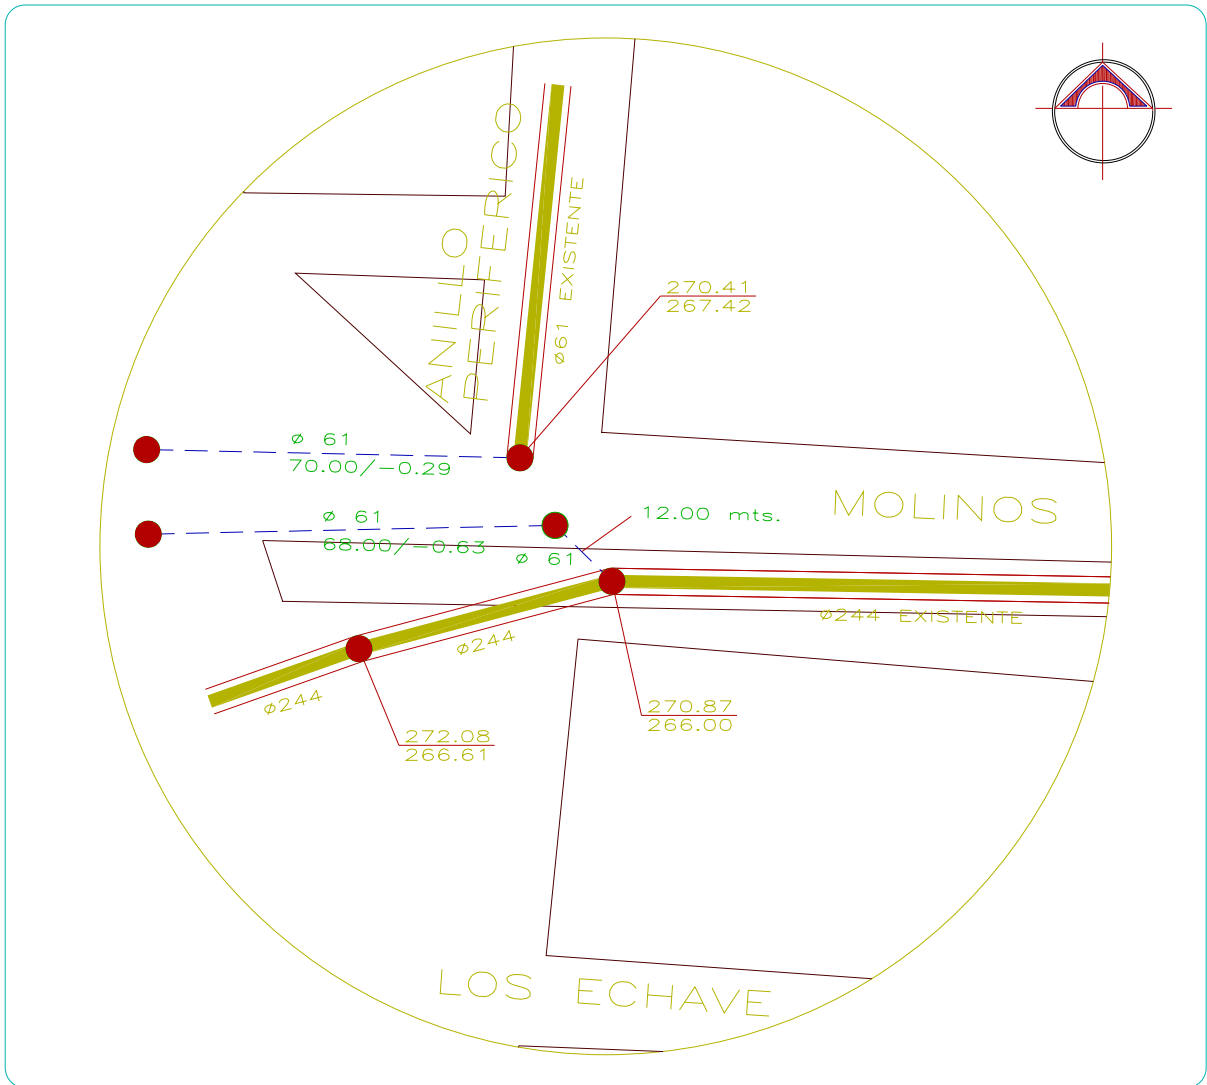 ANILLO
PERIFERICO
ø61 EXISTENTE
270.41
267.42
ø 61
70.00/-0.29
MOLINOS
ø 61
68.00/-0.63
12.00 mts.
ø 61
ø244 EXISTENTE
ø244
ø244
270.87
266.00
272.08
266.61
LOS ECHAVE